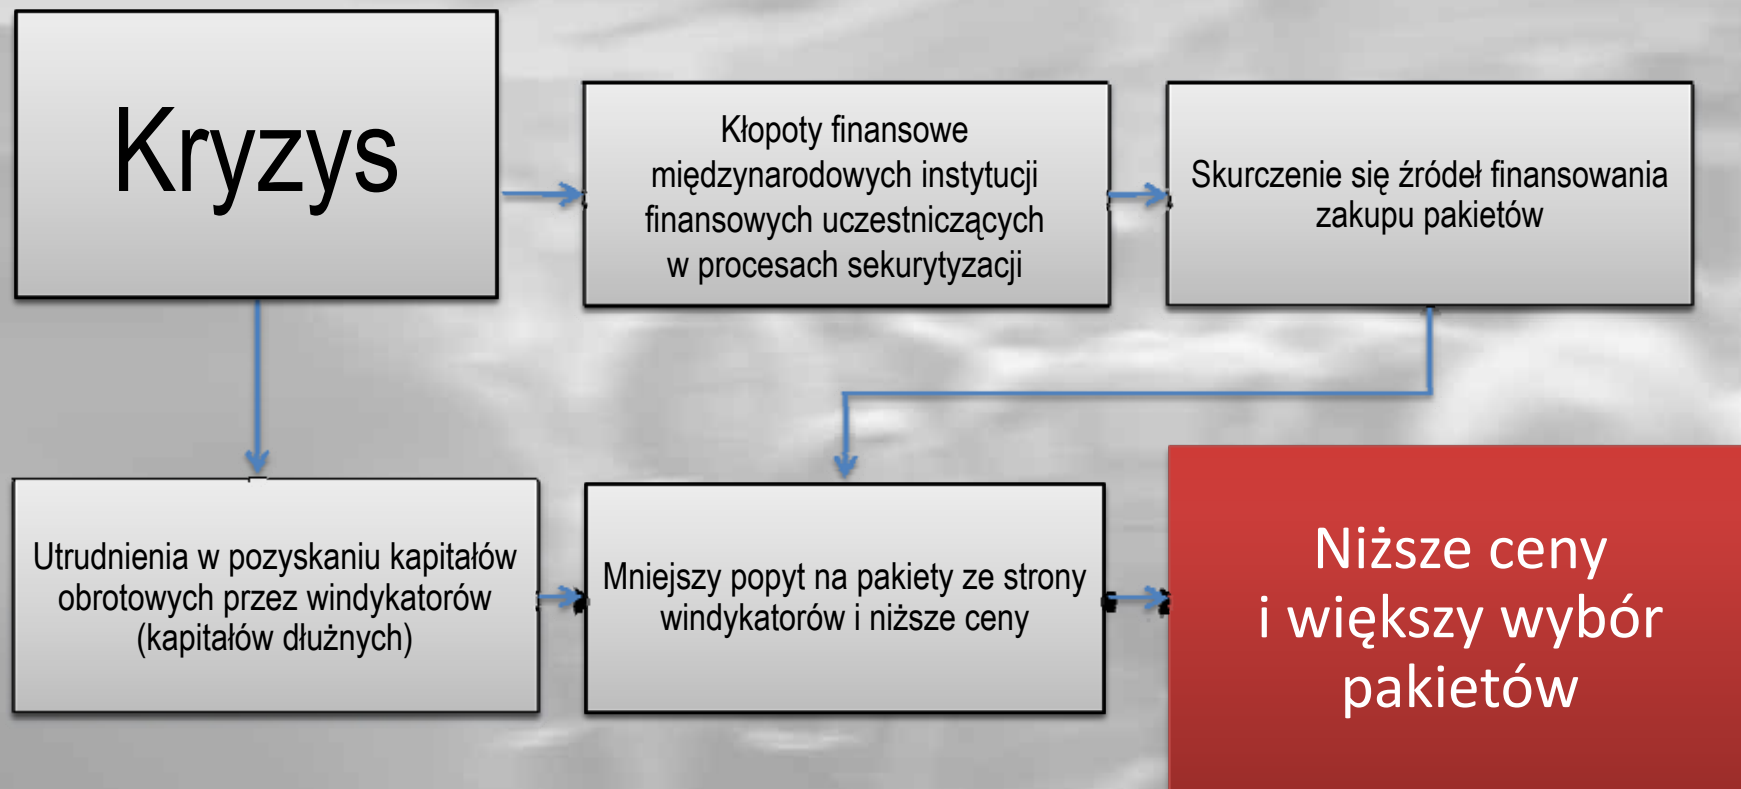 Kryzys
Kłopoty finansowe
międzynarodowych instytucji
finansowych uczestniczących
w procesach sekurytyzacji
Skurczenie się źródeł finansowania
zakupu pakietów
Utrudnienia w pozyskaniu kapitałów
obrotowych przez windykatorów
(kapitałów dłużnych)
Mniejszy popyt na pakiety ze strony
windykatorów i niższe ceny
Niższe ceny
i większy wybór
pakietów